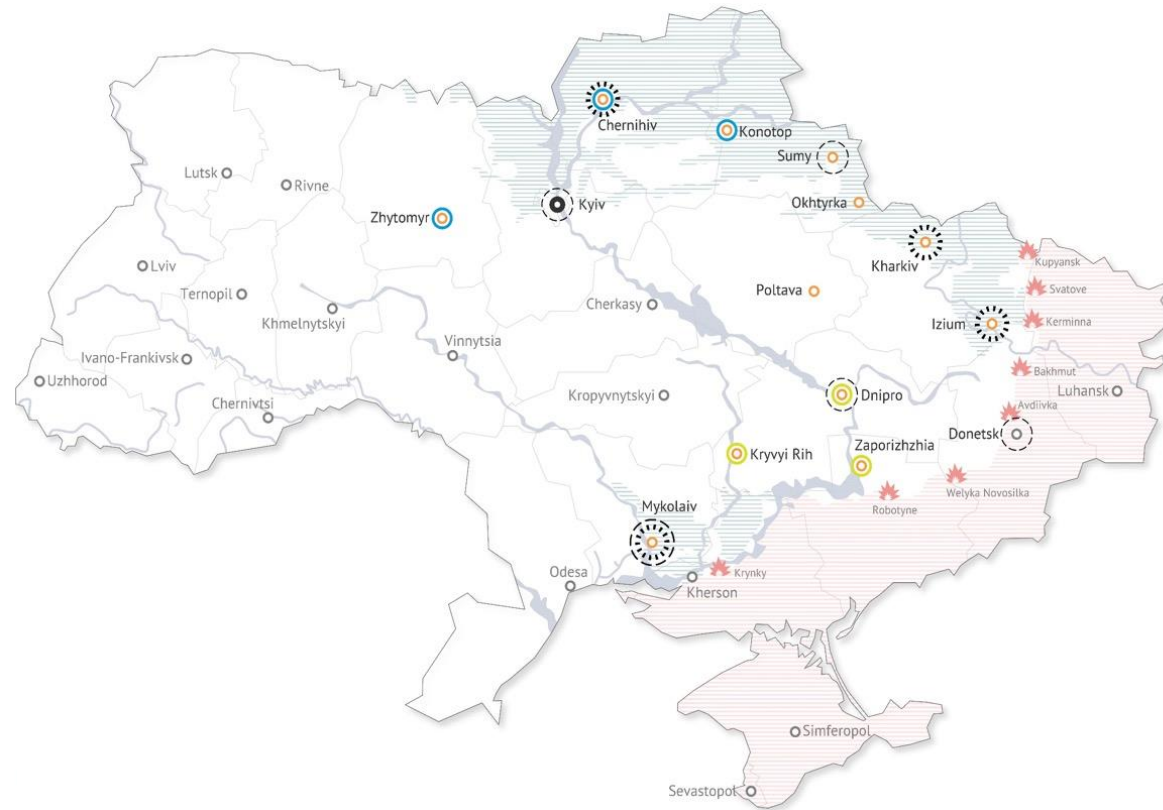 Chernihiv
Konotop
Sumy
Lutsk
Rivne
Okhtyrka
Kyiv
Zhytomyr
Kharkiv
Kupyansk
Lviv
Svatove
Ternopil
Poltava
Cherkasy
Khmelnytskyi
Izium
Kerminna
Vinnytsia
Ivano-Frankivsk
Bakhmut
Uzhhorod
Luhansk
Kropyvnytskyi
Dnipro
Chernivtsi
Avdiivka
Donetsk
Zaporizhzhia
Kryvyi Rih
Welyka Novosilka
Mykolaiv
Robotyne
Krynky
Odesa
Kherson
Simferopol
Sevastopol